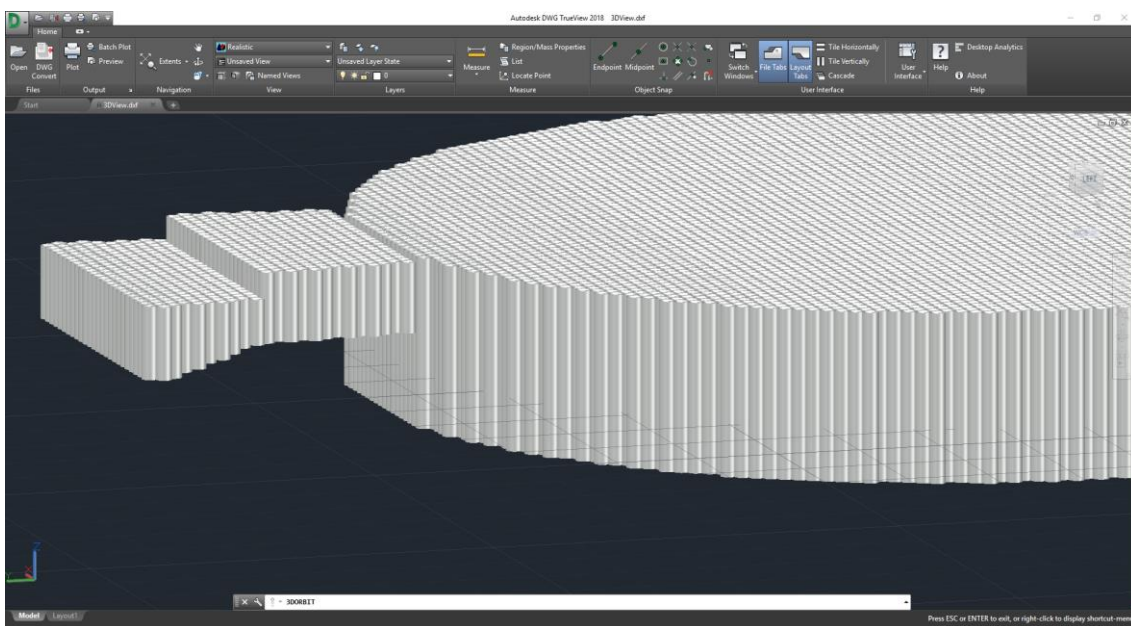 Autodesk DWG TrueView 2018 3DView.dxf
Home
Open
DWG Convert
Plot
Batch Plot
Preview
Extents
Named Views
Realistic
Unsaved View
Unsaved Layer State
0
Measure
Region/Mass Properties
List
Locate Point
Endpoint
Midpoint
Switch Windows
File Tabs
Layout Tabs
Tile Horizontally
Tile Vertically
Cascade
User Interface
Help
Desktop Analytics
About
Files Output Navigation View Layers Measure Object Snap User Interface Help
Start 3DView.dxf
LEFT
Z
Y
3DORBIT
Model Layout1
Press ESC or ENTER to exit, or right-click to display shortcut-men